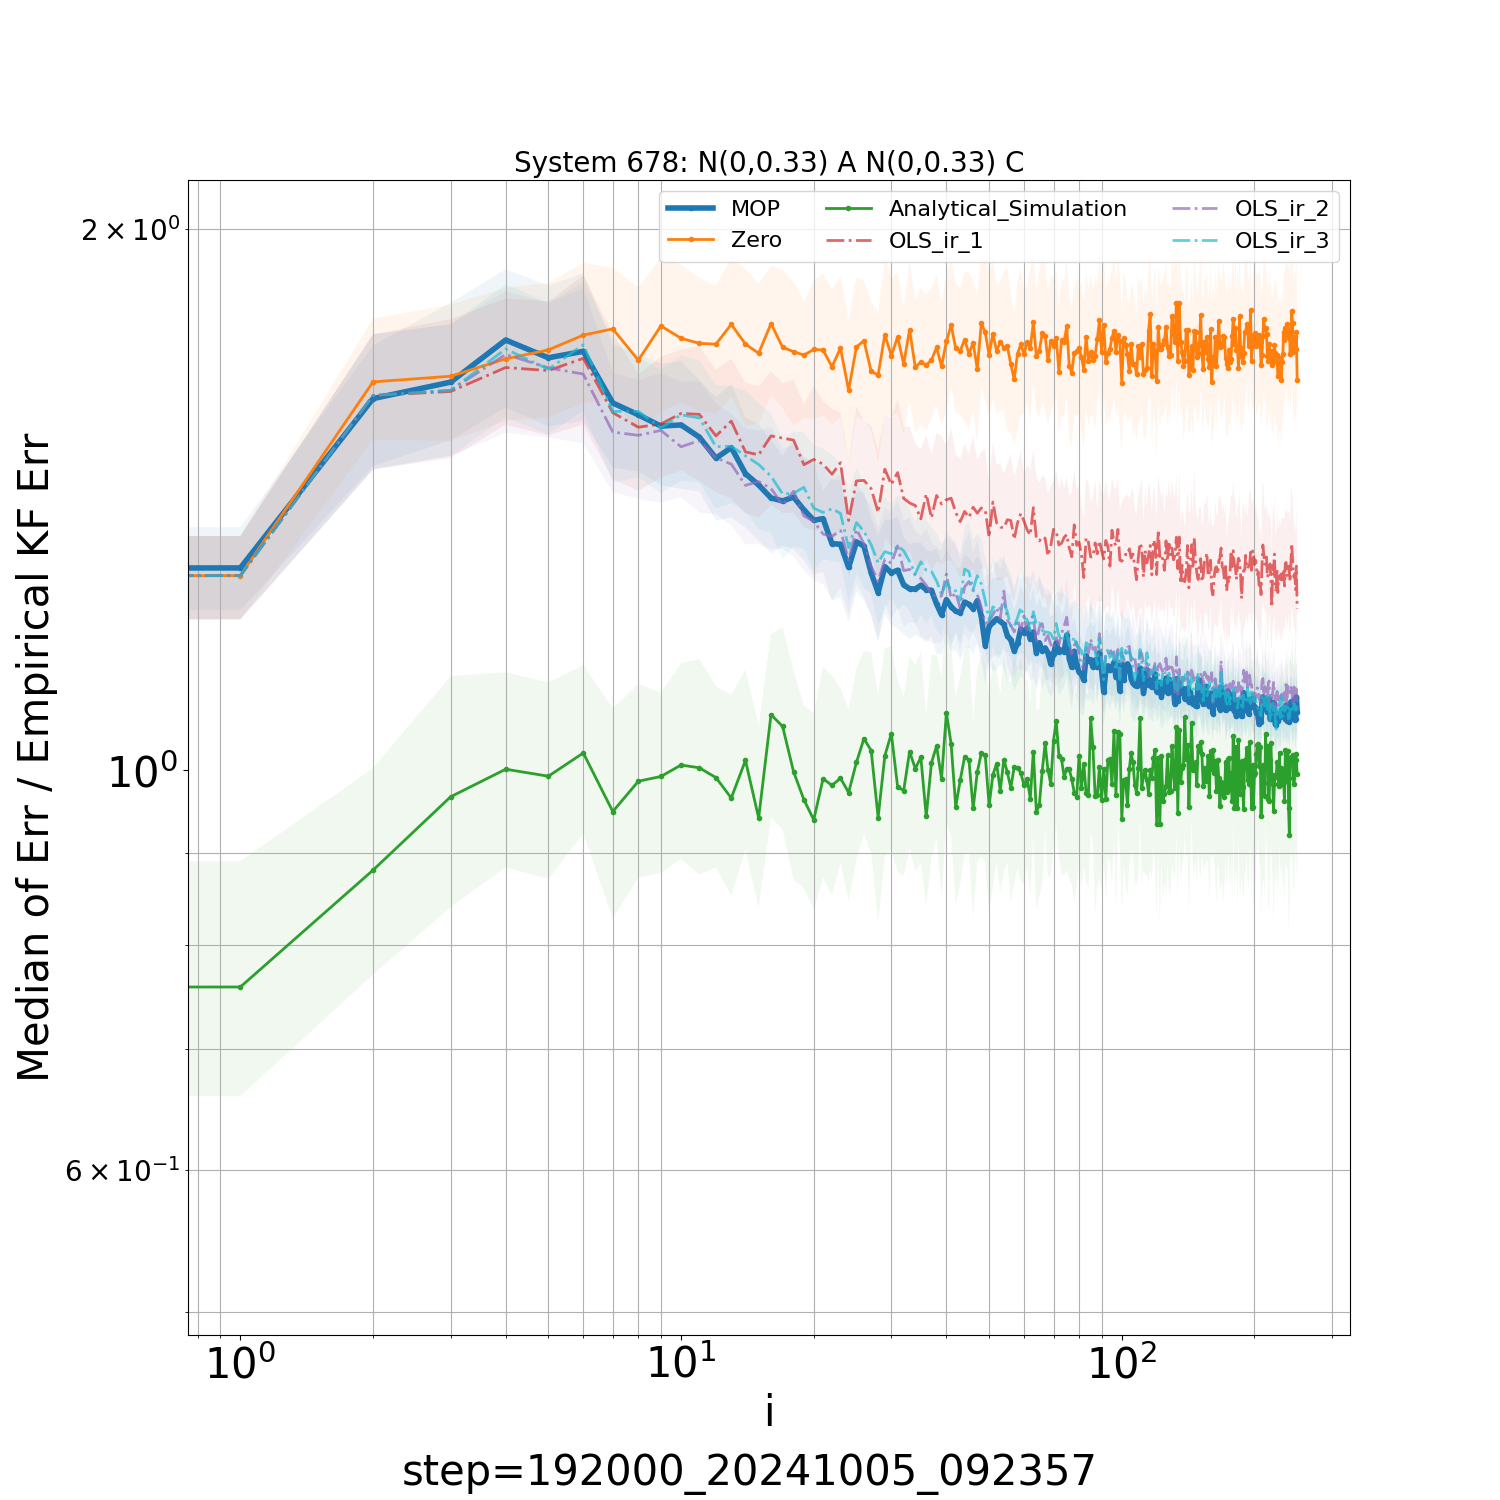 System 678: N(0,0.33) A N(0,0.33) C
MOP
Zero
Analytical_Simulation
OLS_ir_1
OLS_ir_2
OLS_ir_3
Median of Err / Empirical KF Err
2 × 10⁰
10⁰
6 × 10⁻¹
10⁰
10¹
10²
i
step=192000_20241005_092357